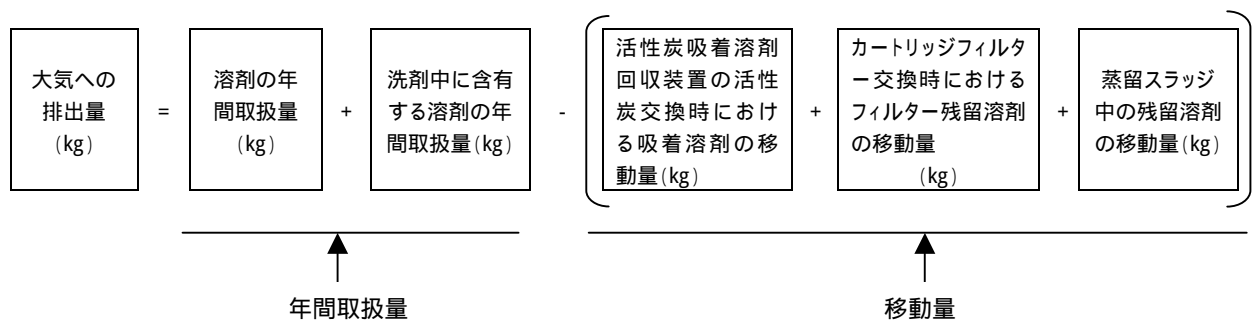 大気への
排出量
(kg)
=
溶剤の年
間取扱量
(kg)
+
洗剤中に含有
する溶剤の年
間取扱量(kg)
-
活性炭吸着溶剤
回収装置の活性
炭交換時におけ
る吸着溶剤の移
動量(kg)
+
カートリッジフィルタ
ー交換時における
フィルター残留溶剤
の移動量
(kg)
+
蒸留スラッジ
中の残留溶剤
の移動量(kg)
年間取扱量
移動量